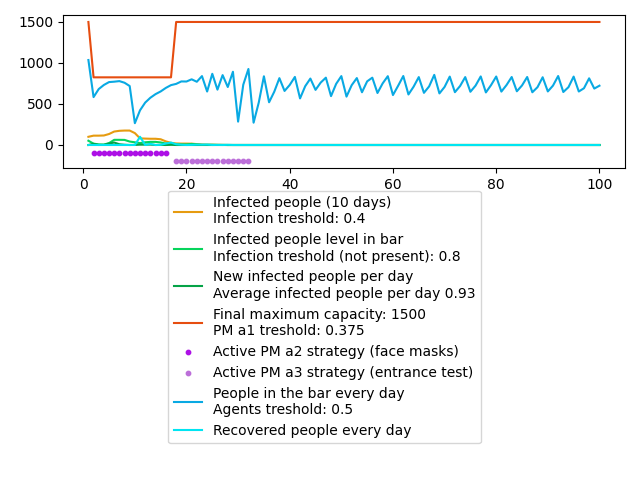 1500
1000
500
0
0 20 40 60 80 100
Infected people (10 days)
Infection treshold: 0.4
Infected people level in bar
Infection treshold (not present): 0.8
New infected people per day
Average infected people per day 0.93
Final maximum capacity: 1500
PM a1 treshold: 0.375
Active PM a2 strategy (face masks)
Active PM a3 strategy (entrance test)
People in the bar every day
Agents treshold: 0.5
Recovered people every day